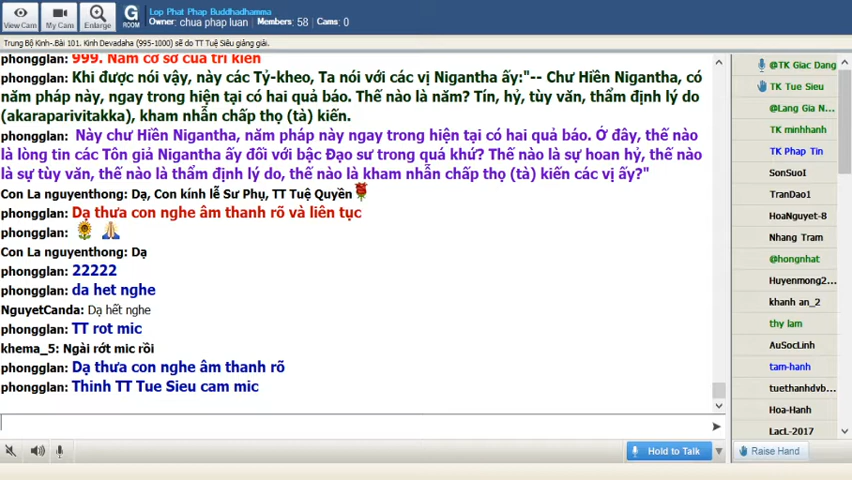 Lop Phat Phap Buddhadhamma
Owner: chua phap luan   Members: 58   Cams: 0
View Cam
My Cam
Enlarge
G
ROOM
Trung Bộ Kinh-.Bài 101. Kinh Devadaha (995-1000) sẽ do TT Tuệ Siêu giảng giải.
phongglan: 999. Năm cơ sở của tri kiến
phongglan: Khi được nói vậy, này các Tỷ-kheo, Ta nói với các vị Nigantha ấy:"-- Chư Hiền Nigantha, có
năm pháp này, ngay trong hiện tại có hai quả báo. Thế nào là năm? Tín, hỷ, tùy văn, thẩm định lý do
(akaraparivitakka), kham nhẫn chấp thọ (tà) kiến.
phongglan: Này chư Hiền Nigantha, năm pháp này ngay trong hiện tại có hai quả báo. Ở đây, thế nào
là lòng tin các Tôn giả Nigantha ấy đối với bậc Đạo sư trong quá khứ? Thế nào là sự hoan hỷ, thế nào
là sự tùy văn, thế nào là thẩm định lý do, thế nào là kham nhẫn chấp thọ (tà) kiến các vị ấy?"
Con La nguyenthong: Dạ, Con kính lễ Sư Phụ, TT Tuệ Quyền
phongglan: Dạ thưa con nghe âm thanh rõ và liên tục
phongglan:
Con La nguyenthong: Dạ
phongglan: 22222
phongglan: da het nghe
NguyetCanda: Dạ hết nghe
phongglan: TT rot mic
khema_5: Ngài rớt mic rồi
phongglan: Dạ thưa con nghe âm thanh rõ
phongglan: Thinh TT Tue Sieu cam mic
@TK Giac Dang
TK Tue Sieu
@Lang Gia N...
TK minhhanh
TK Phap Tin
SonSuoI
TranDao1
HoaNguyet-8
Nhang Tram
@hongnhat
Huyenmong2...
khanh an_2
thy lam
AuSocLinh
tam-hanh
tuethanhdvb...
Hoa-Hanh
LacL-2017
Hold to Talk
Raise Hand